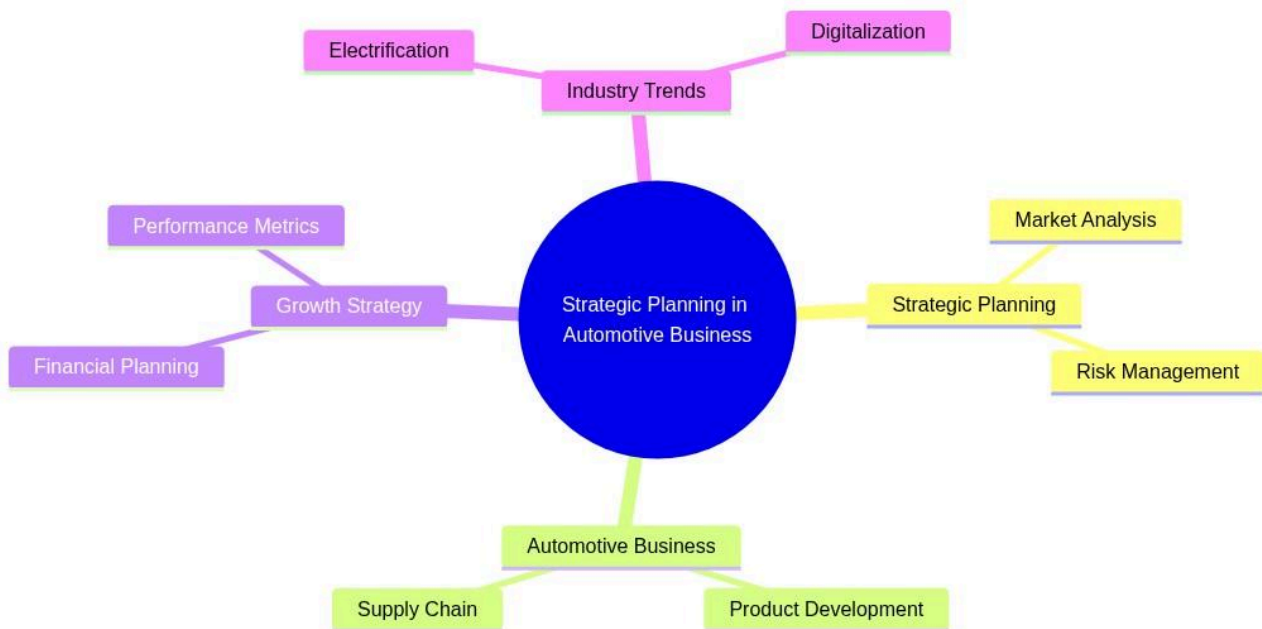 Digitalization
Electrification
Industry Trends
Performance Metrics
Market Analysis
Growth Strategy
Strategic Planning in
Automotive Business
Strategic Planning
Financial Planning
Risk Management
Automotive Business
Supply Chain
Product Development